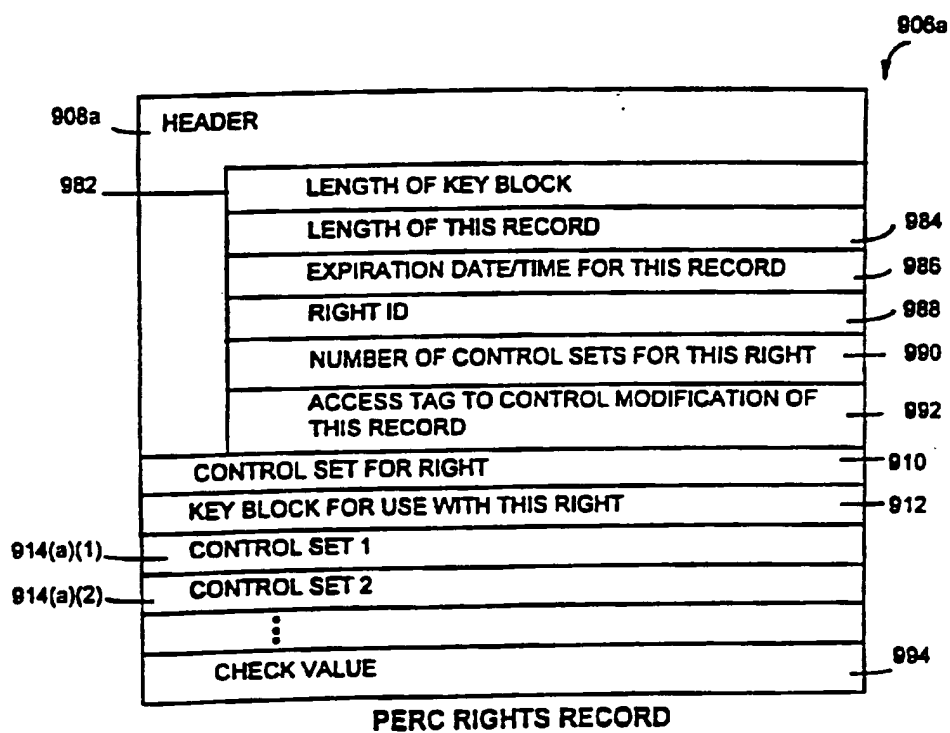 906a
908a
HEADER
982
LENGTH OF KEY BLOCK
LENGTH OF THIS RECORD
984
EXPIRATION DATE/TIME FOR THIS RECORD
986
RIGHT ID
988
NUMBER OF CONTROL SETS FOR THIS RIGHT
990
ACCESS TAG TO CONTROL MODIFICATION OF
THIS RECORD
992
CONTROL SET FOR RIGHT
910
KEY BLOCK FOR USE WITH THIS RIGHT
912
914(a)(1)
CONTROL SET 1
914(a)(2)
CONTROL SET 2
CHECK VALUE
994
PERC RIGHTS RECORD